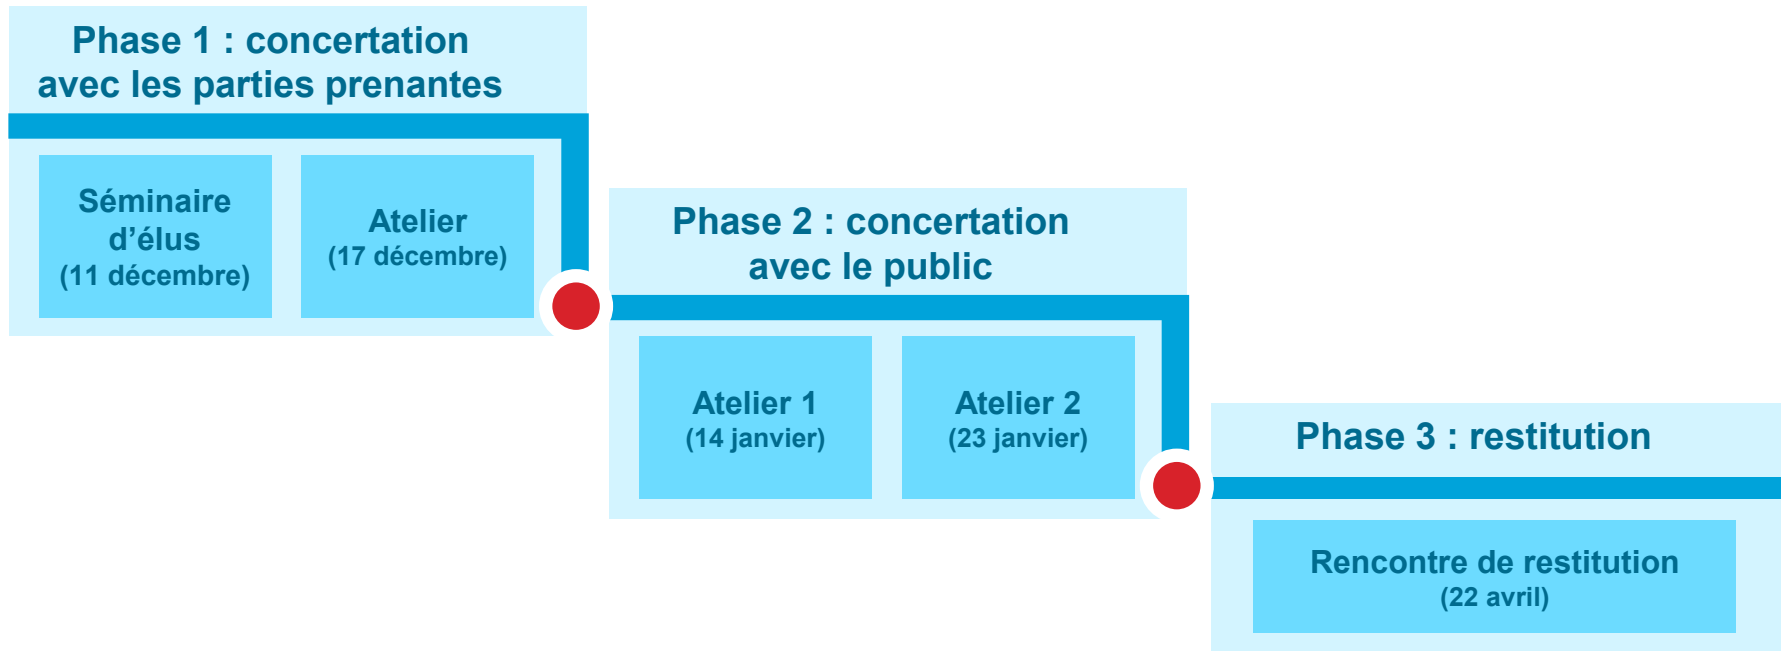 Phase 1 : concertation
avec les parties prenantes
Séminaire
d’élus
(11 décembre)
Atelier
(17 décembre)
Phase 2 : concertation
avec le public
Atelier 1
(14 janvier)
Atelier 2
(23 janvier)
Phase 3 : restitution
Rencontre de restitution
(22 avril)